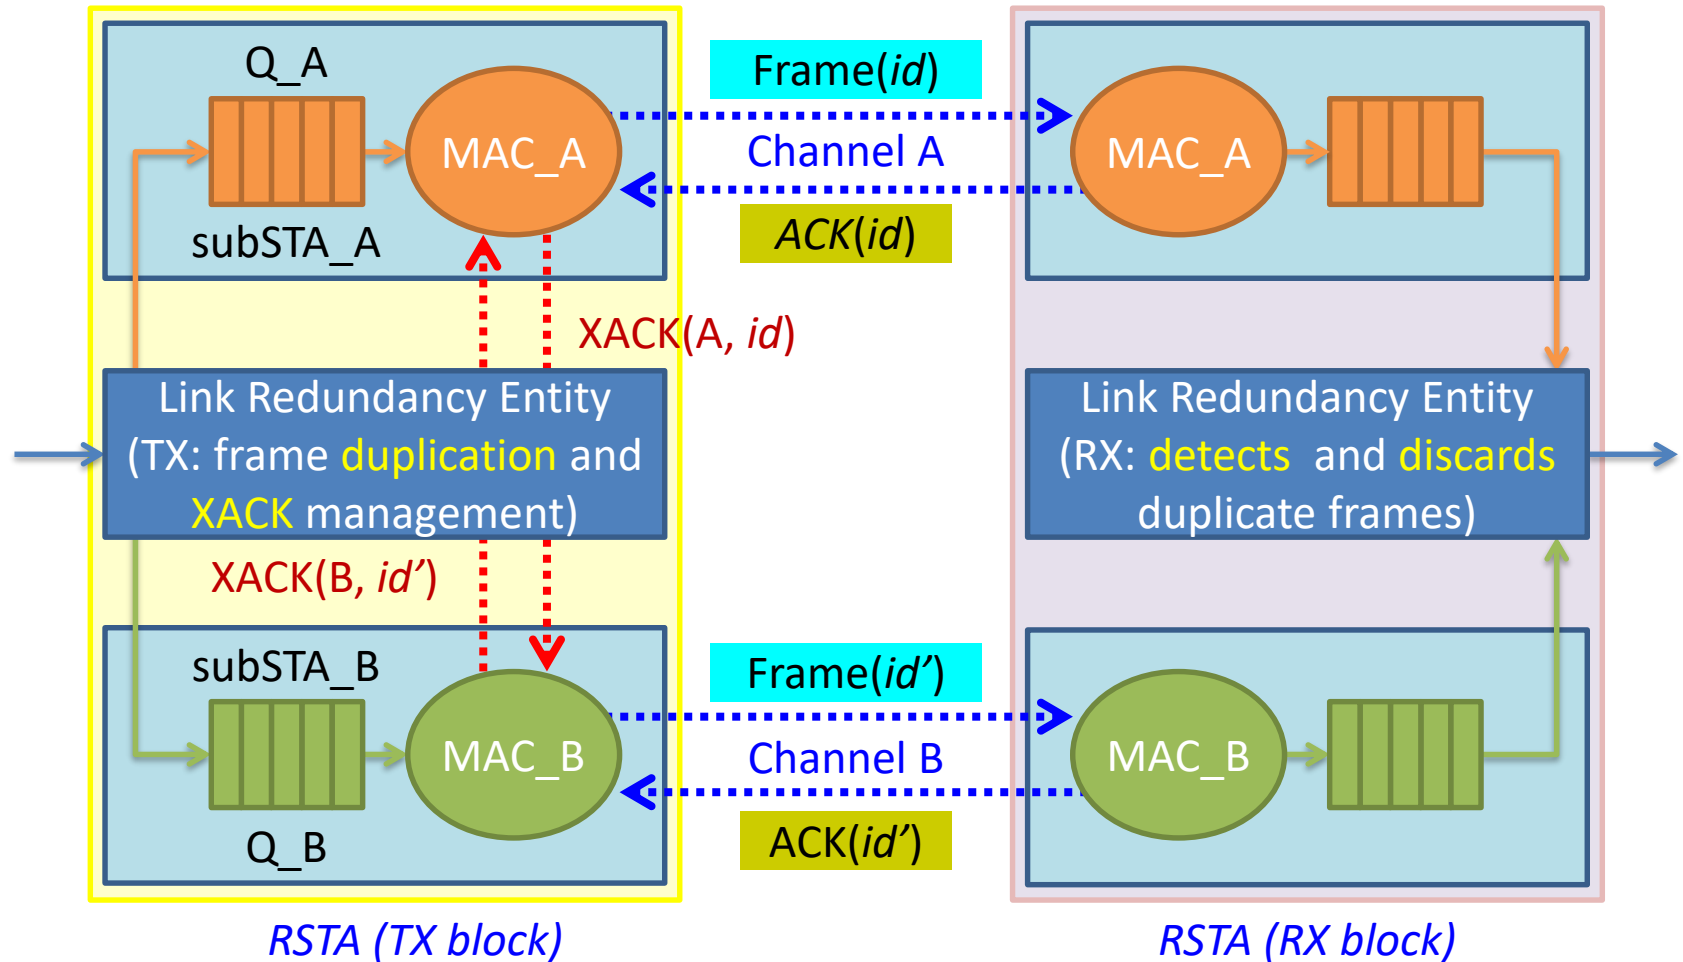 Q_A
MAC_A
subSTA_A
Frame(id)
Channel A
ACK(id)
MAC_A
XACK(A, id)
Link Redundancy Entity
(TX: frame duplication and
XACK management)
Link Redundancy Entity
(RX: detects and discards
duplicate frames)
XACK(B, id’)
subSTA_B
MAC_B
Q_B
Frame(id’)
Channel B
ACK(id’)
MAC_B
RSTA (TX block)
RSTA (RX block)